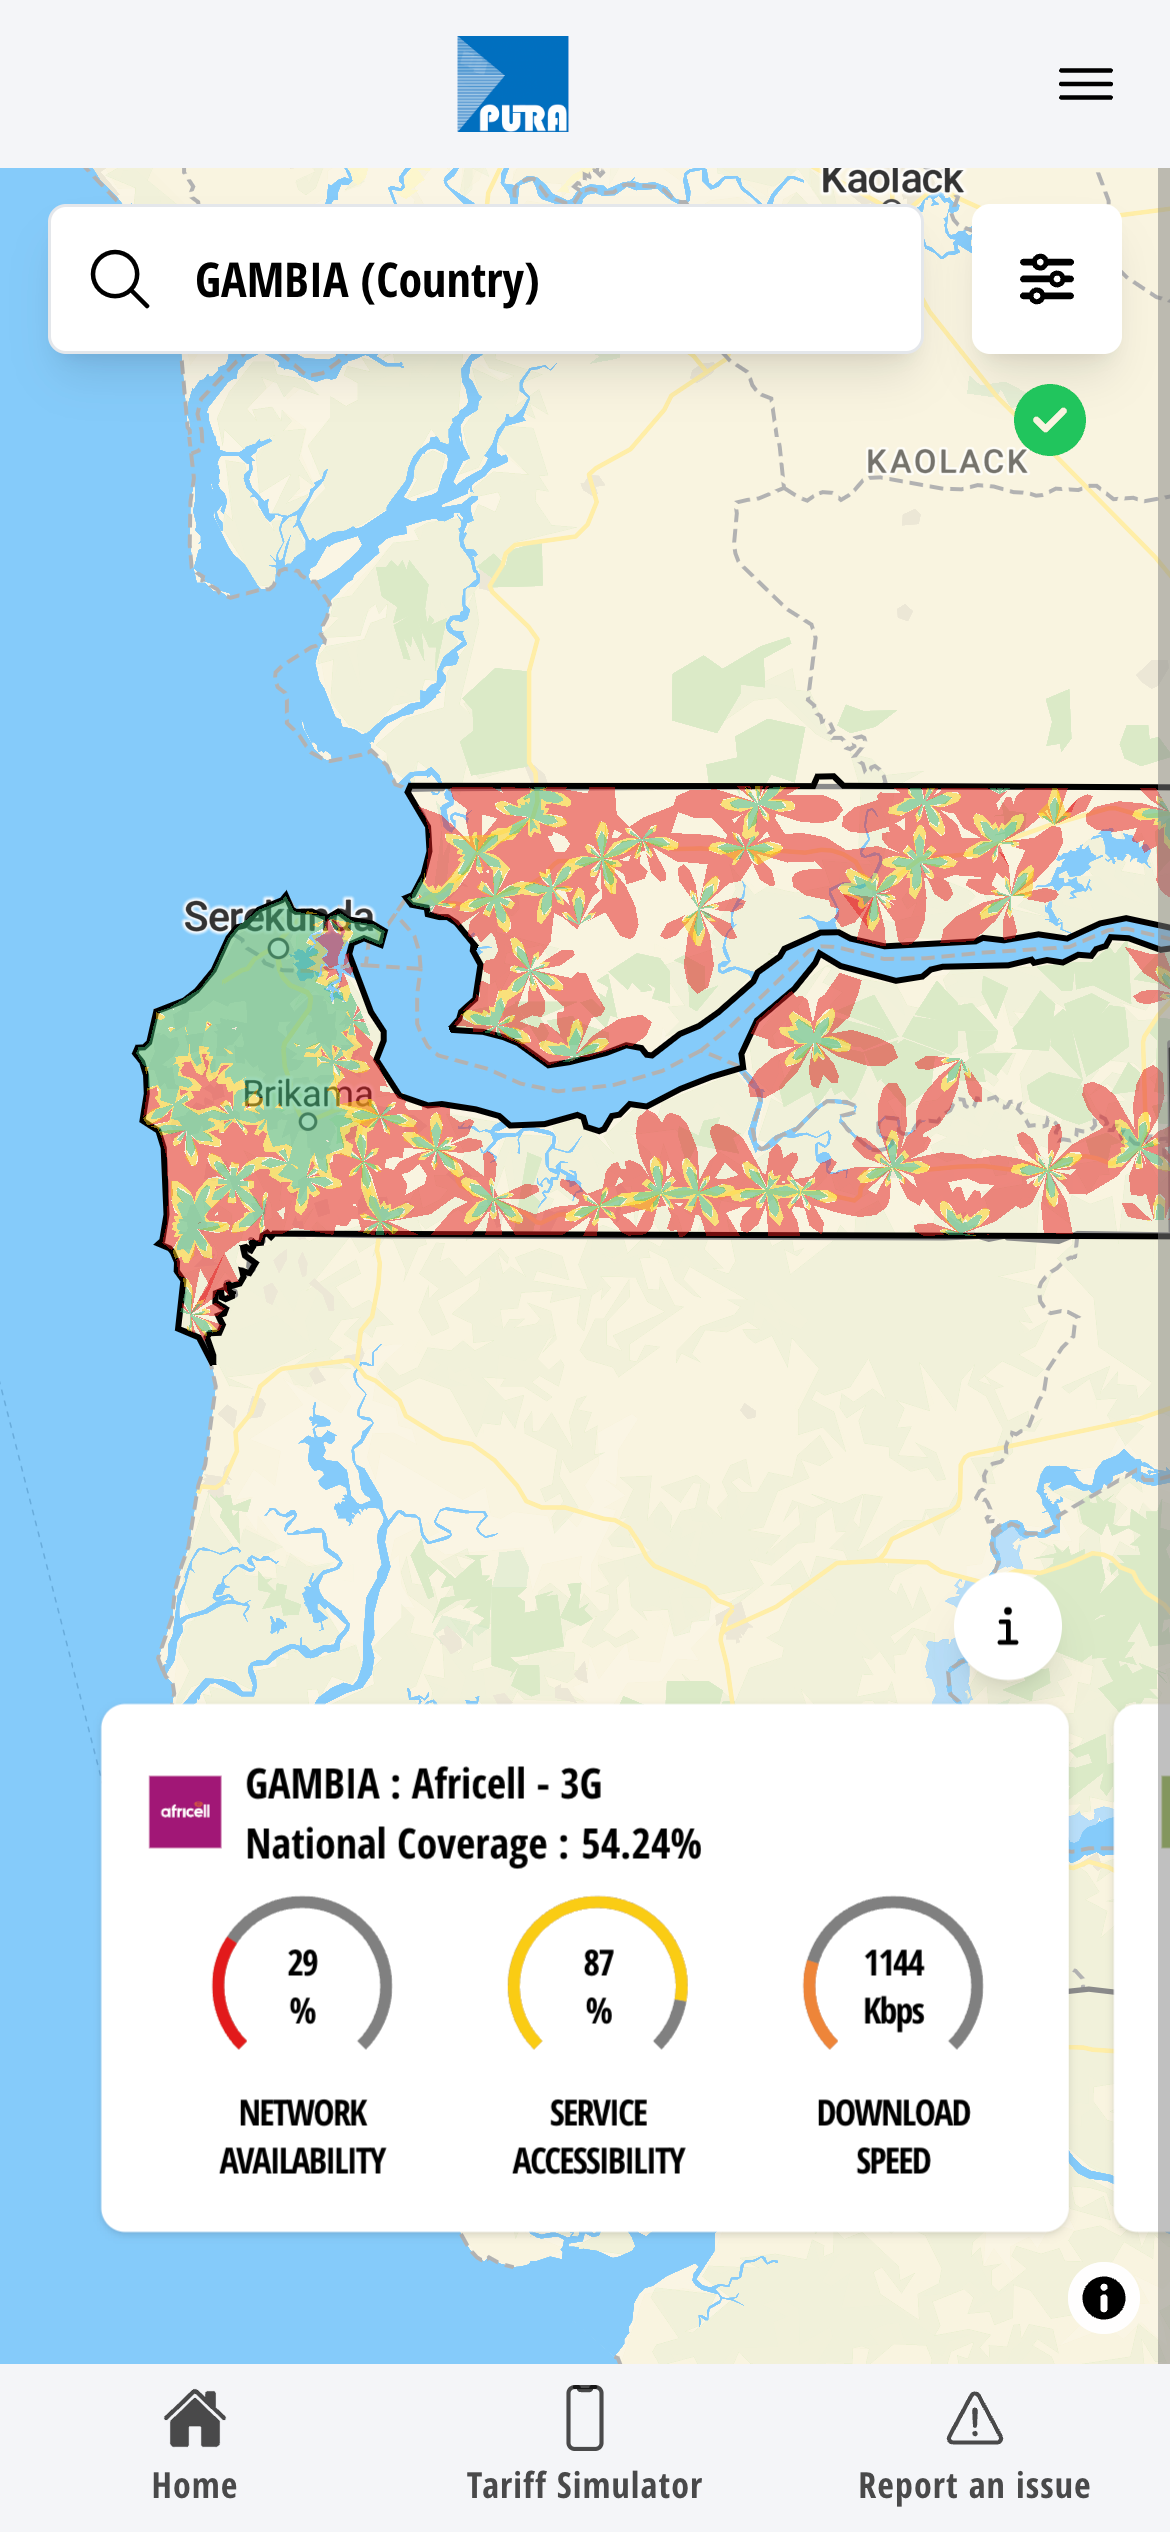 PURA
Kaolack
GAMBIA (Country)
KAOLACK
Serekunda
Brikama
i
GAMBIA : Africell - 3G
africell
National Coverage : 54.24%
29
%
87
%
1144
Kbps
NETWORK
AVAILABILITY
SERVICE
ACCESSIBILITY
DOWNLOAD
SPEED
Home
Tariff Simulator
Report an issue